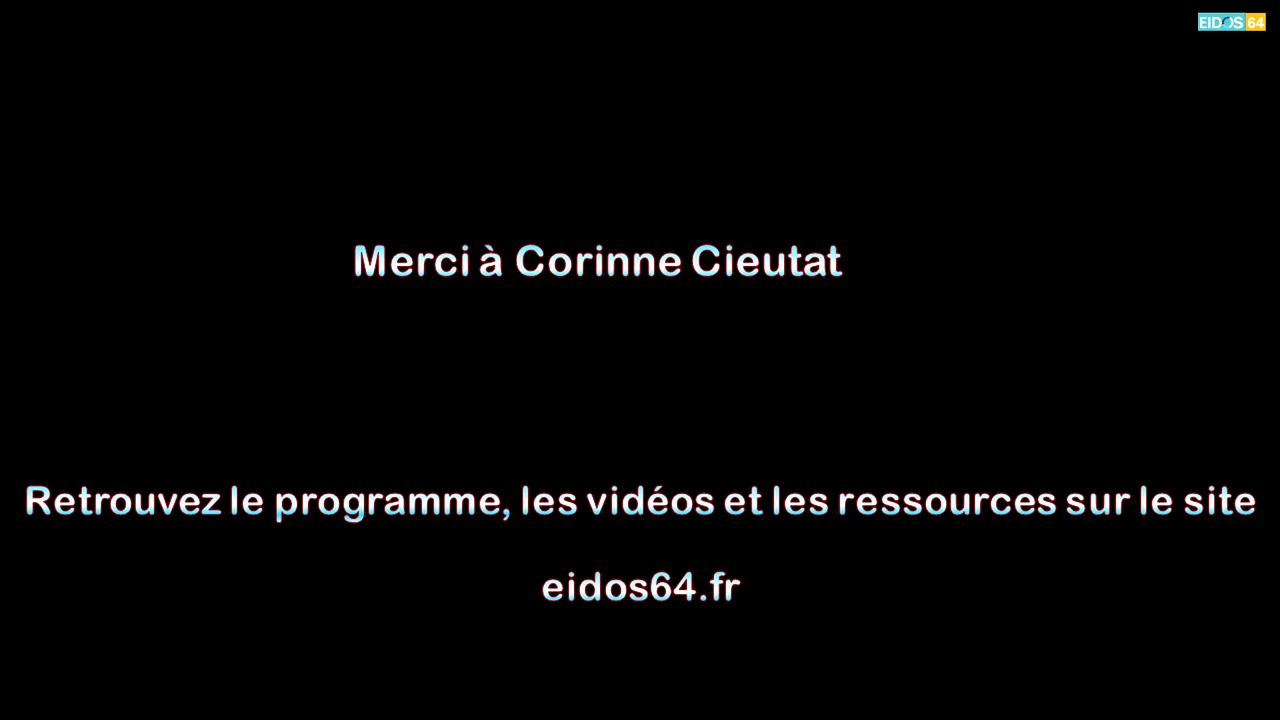 EIDOS 64
Merci à Corinne Cieutat
Retrouvez le programme, les vidéos et les ressources sur le site
eidos64.fr